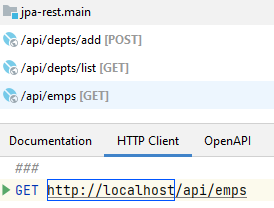 jpa-rest.main
/api/depts/add [POST]
/api/depts/list [GET]
/api/emps [GET]
Documentation HTTP Client OpenAPI
###
GET http://localhost/api/emps